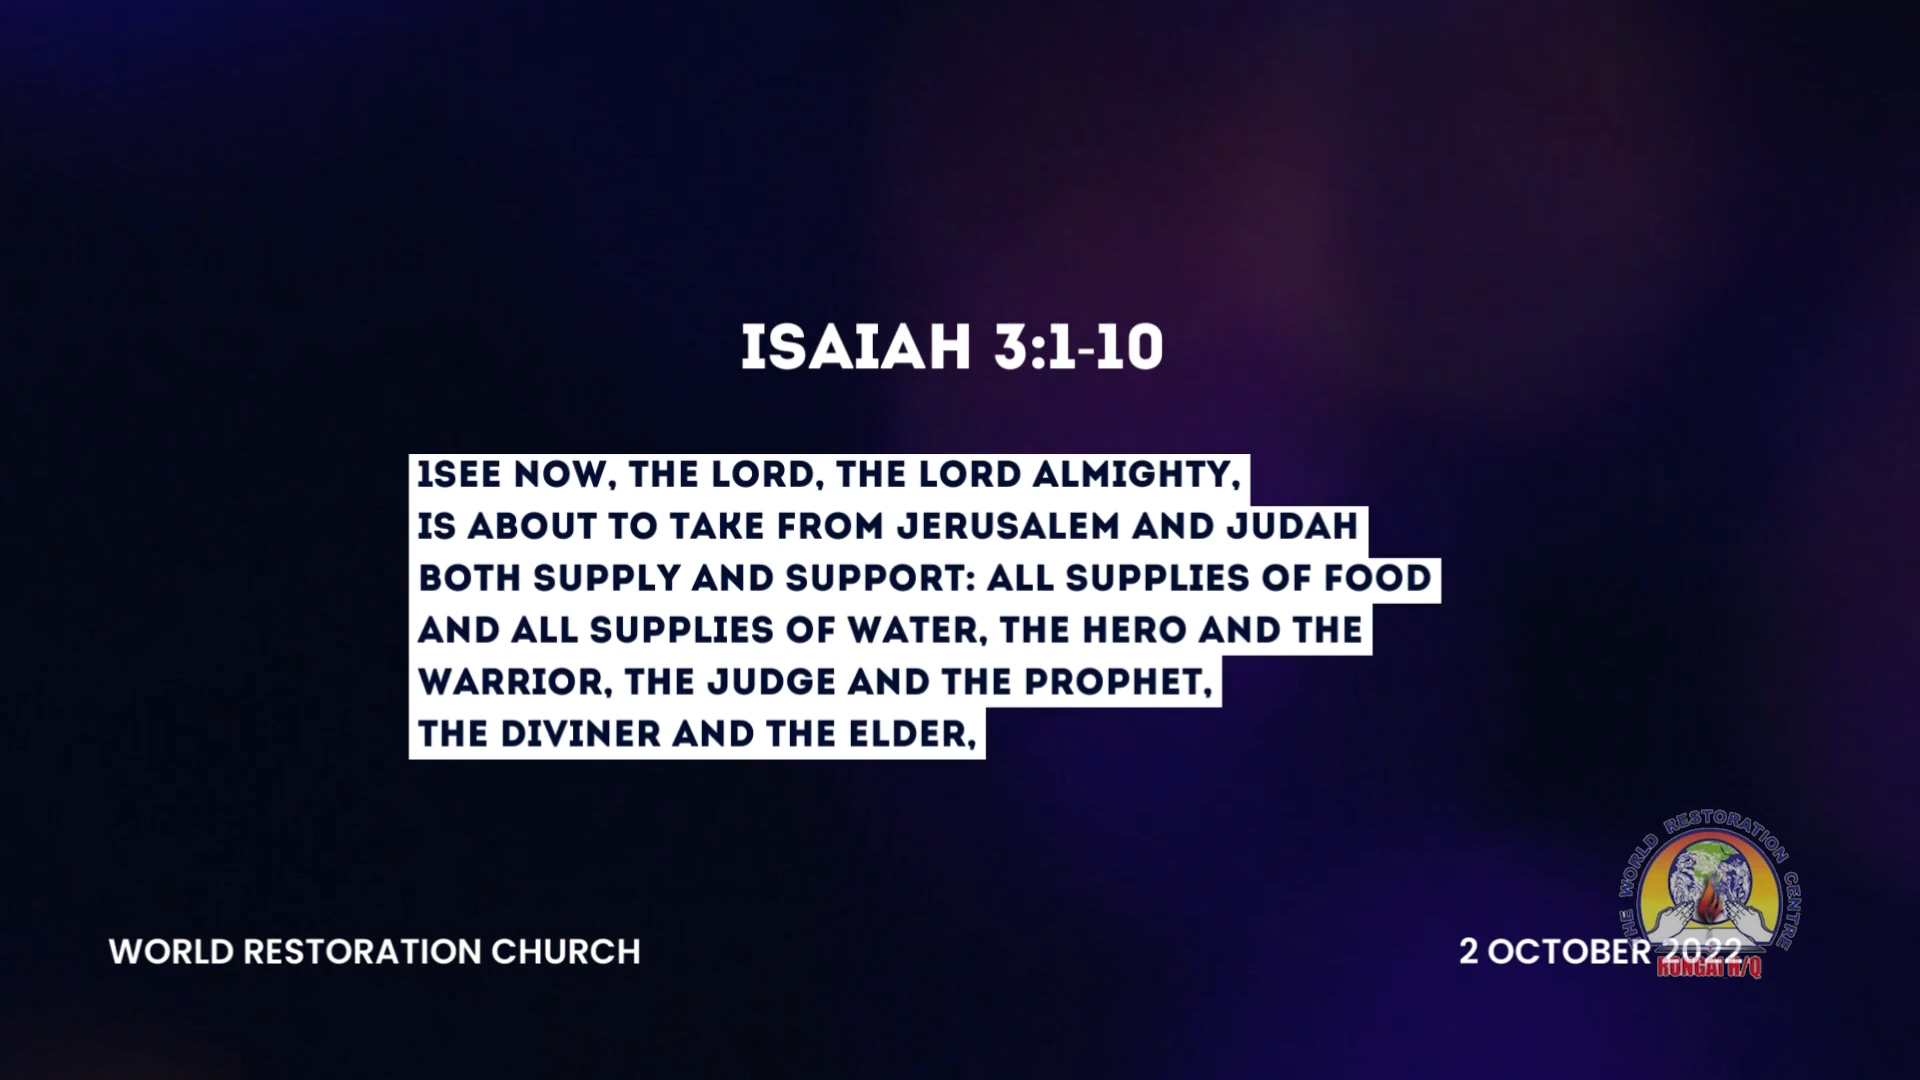 ISAIAH 3:1-10
1SEE NOW, THE LORD, THE LORD ALMIGHTY,
IS ABOUT TO TAKE FROM JERUSALEM AND JUDAH
BOTH SUPPLY AND SUPPORT: ALL SUPPLIES OF FOOD
AND ALL SUPPLIES OF WATER, THE HERO AND THE
WARRIOR, THE JUDGE AND THE PROPHET,
THE DIVINER AND THE ELDER,
WORLD RESTORATION CHURCH
2 OCTOBER 2022
THE WORLD RESTORATION CENTRE
RONGAI H/Q